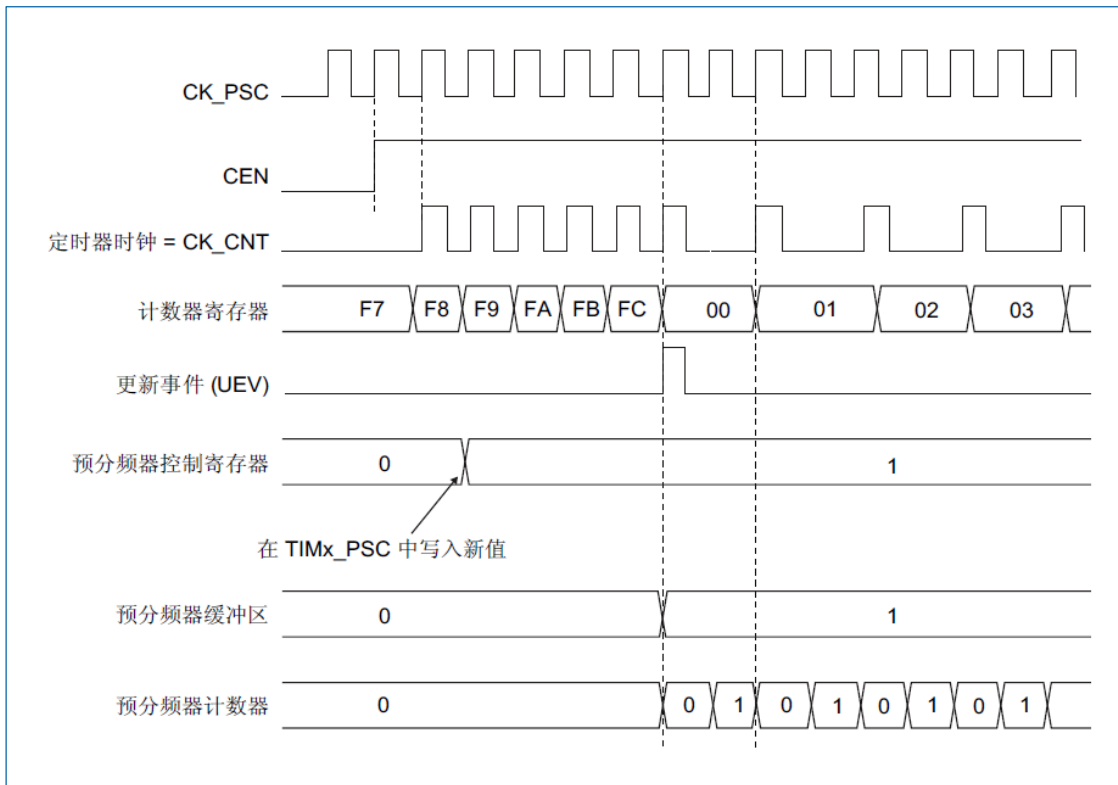 CK_PSC
CEN
定时器时钟 = CK_CNT
计数器寄存器 F7 F8 F9 FA FB FC 00 01 02 03
更新事件 (UEV)
预分频器控制寄存器 0 1
在 TIMx_PSC 中写入新值
预分频器缓冲区 0 1
预分频器计数器 0 0 1 0 1 0 1 0 1